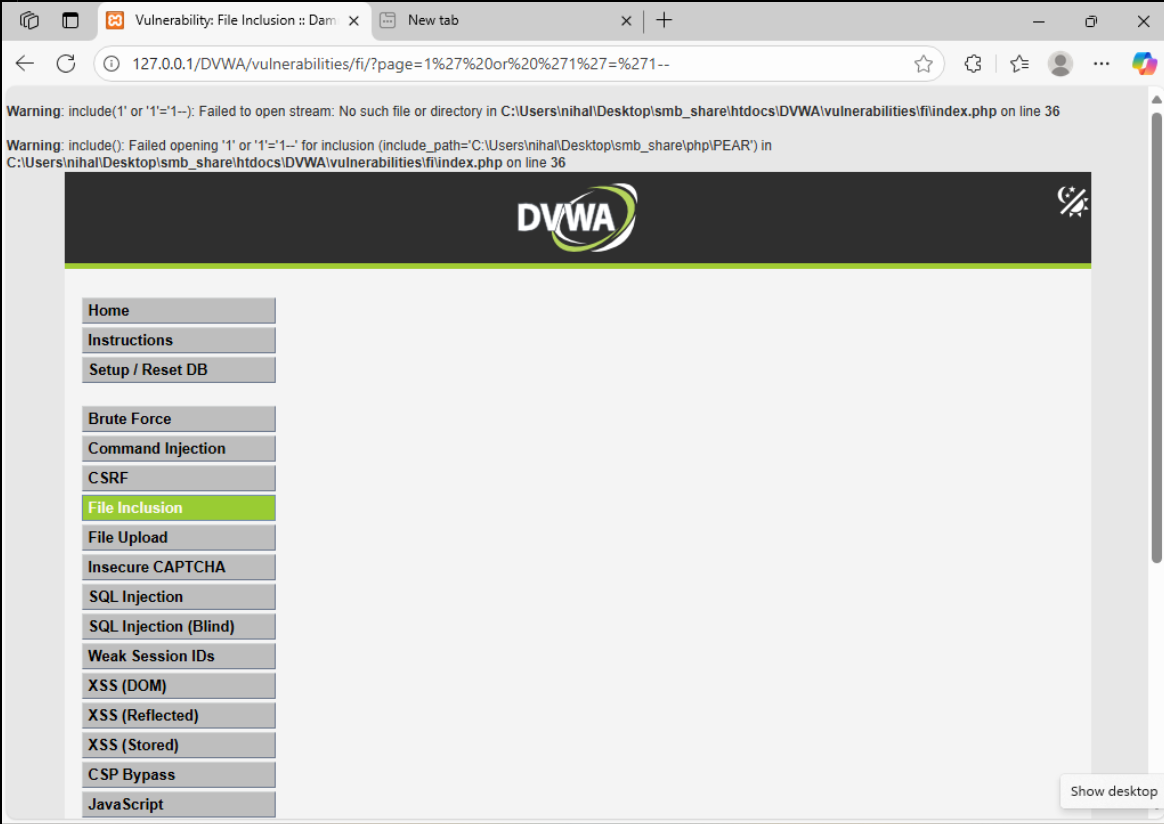 Vulnerability: File Inclusion :: Dam
New tab
127.0.0.1/DVWA/vulnerabilities/fi/?page=1%27%20or%20%271%27=%271--
Warning: include(1' or '1'='1--): Failed to open stream: No such file or directory in C:\Users\nihal\Desktop\smb_share\htdocs\DVWA\vulnerabilities\fi\index.php on line 36
Warning: include(): Failed opening '1' or '1'='1--' for inclusion (include_path='C:\Users\nihal\Desktop\smb_share\php\PEAR') in
C:\Users\nihal\Desktop\smb_share\htdocs\DVWA\vulnerabilities\fi\index.php on line 36
DVWA
Home
Instructions
Setup / Reset DB
Brute Force
Command Injection
CSRF
File Inclusion
File Upload
Insecure CAPTCHA
SQL Injection
SQL Injection (Blind)
Weak Session IDs
XSS (DOM)
XSS (Reflected)
XSS (Stored)
CSP Bypass
JavaScript
Show desktop